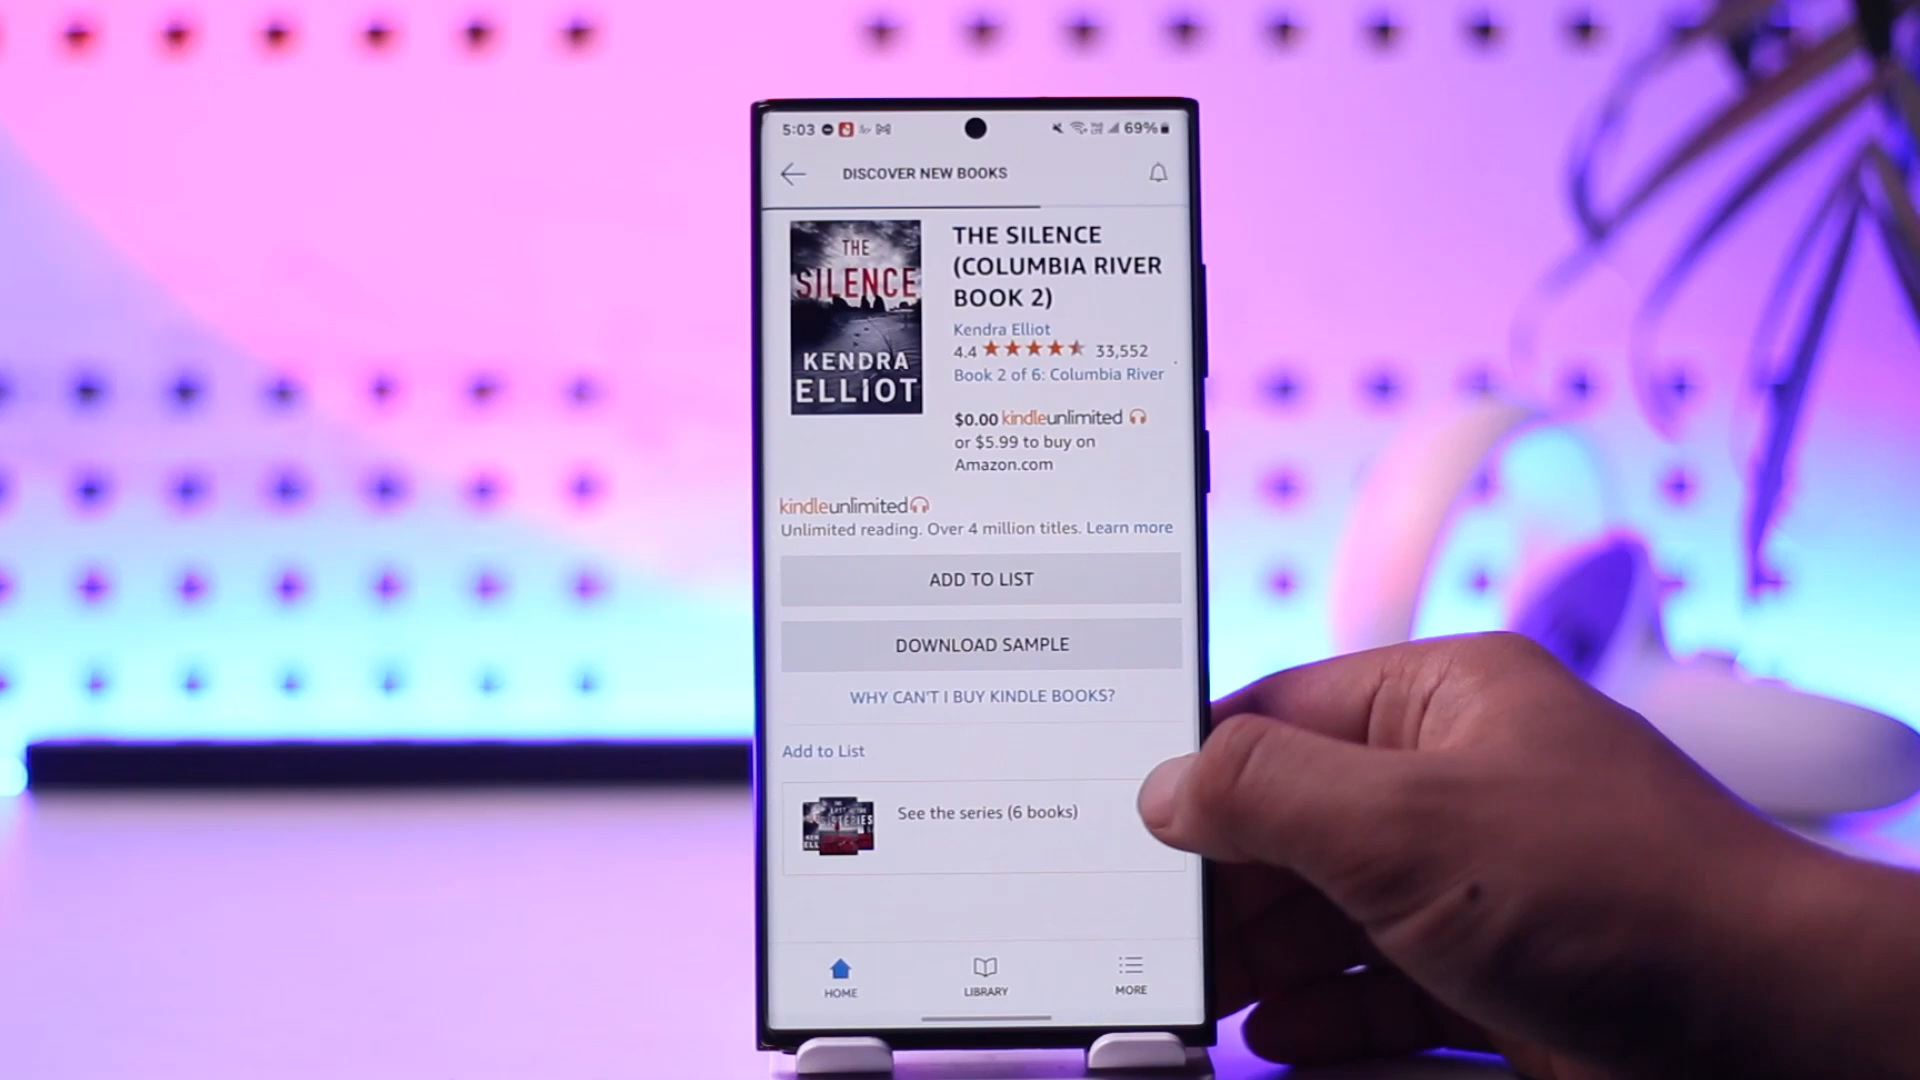 5:03
69%
DISCOVER NEW BOOKS
THE
SILENCE
KENDRA
ELLIOT
THE SILENCE
(COLUMBIA RIVER
BOOK 2)
Kendra Elliot
4.4 33,552
Book 2 of 6: Columbia River
$0.00 kindleunlimited
or $5.99 to buy on
Amazon.com
kindleunlimited
Unlimited reading. Over 4 million titles. Learn more
ADD TO LIST
DOWNLOAD SAMPLE
WHY CAN'T I BUY KINDLE BOOKS?
Add to List
See the series (6 books)
HOME
LIBRARY
MORE